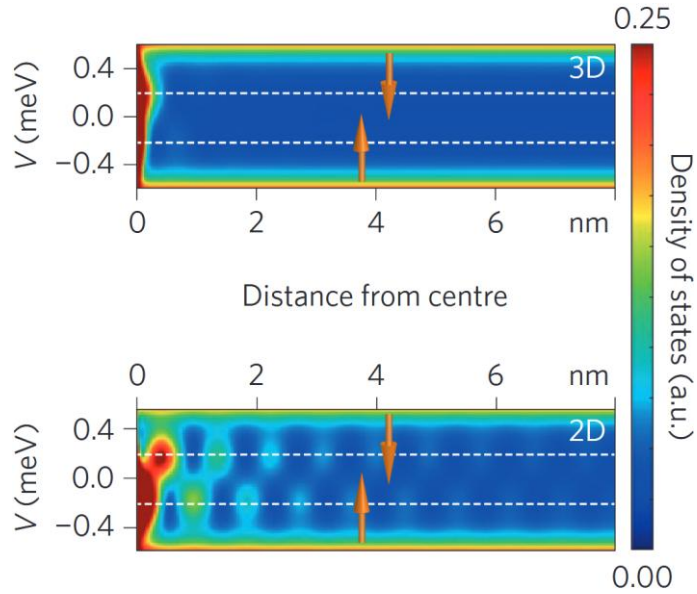 0.25
3D
V (meV)
0.4
0.0
−0.4
0 2 4 6 nm
Distance from centre
0 2 4 6 nm
2D
V (meV)
0.4
0.0
−0.4
Density of states (a.u.)
0.00